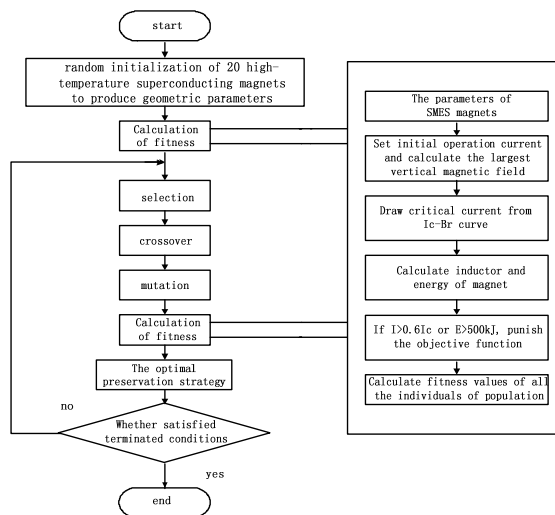 start
random initialization of 20 high-
temperature superconducting magnets
to produce geometric parameters
Calculation
of fitness
selection
crossover
mutation
Calculation
of fitness
The optimal
preservation strategy
Whether satisfied
terminated conditions
no
yes
end
The parameters of
SMES magnets
Set initial operation current
and calculate the largest
vertical magnetic field
Draw critical current from
Ic-Br curve
Calculate inductor and
energy of magnet
If I>0.6Ic or E>500kJ, punish
the objective function
Calculate fitness values of all
the individuals of population